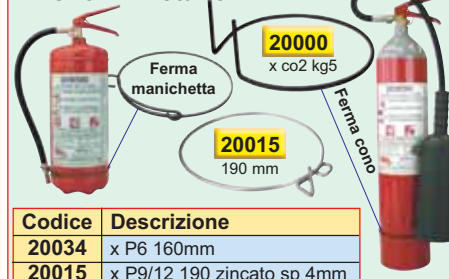 20000
x co2 kg5
Ferma
manichetta
Ferma cono
20015
190 mm
Codice Descrizione
20034 x P6 160mm
20015 x P9/12 190 zincato sp 4mm